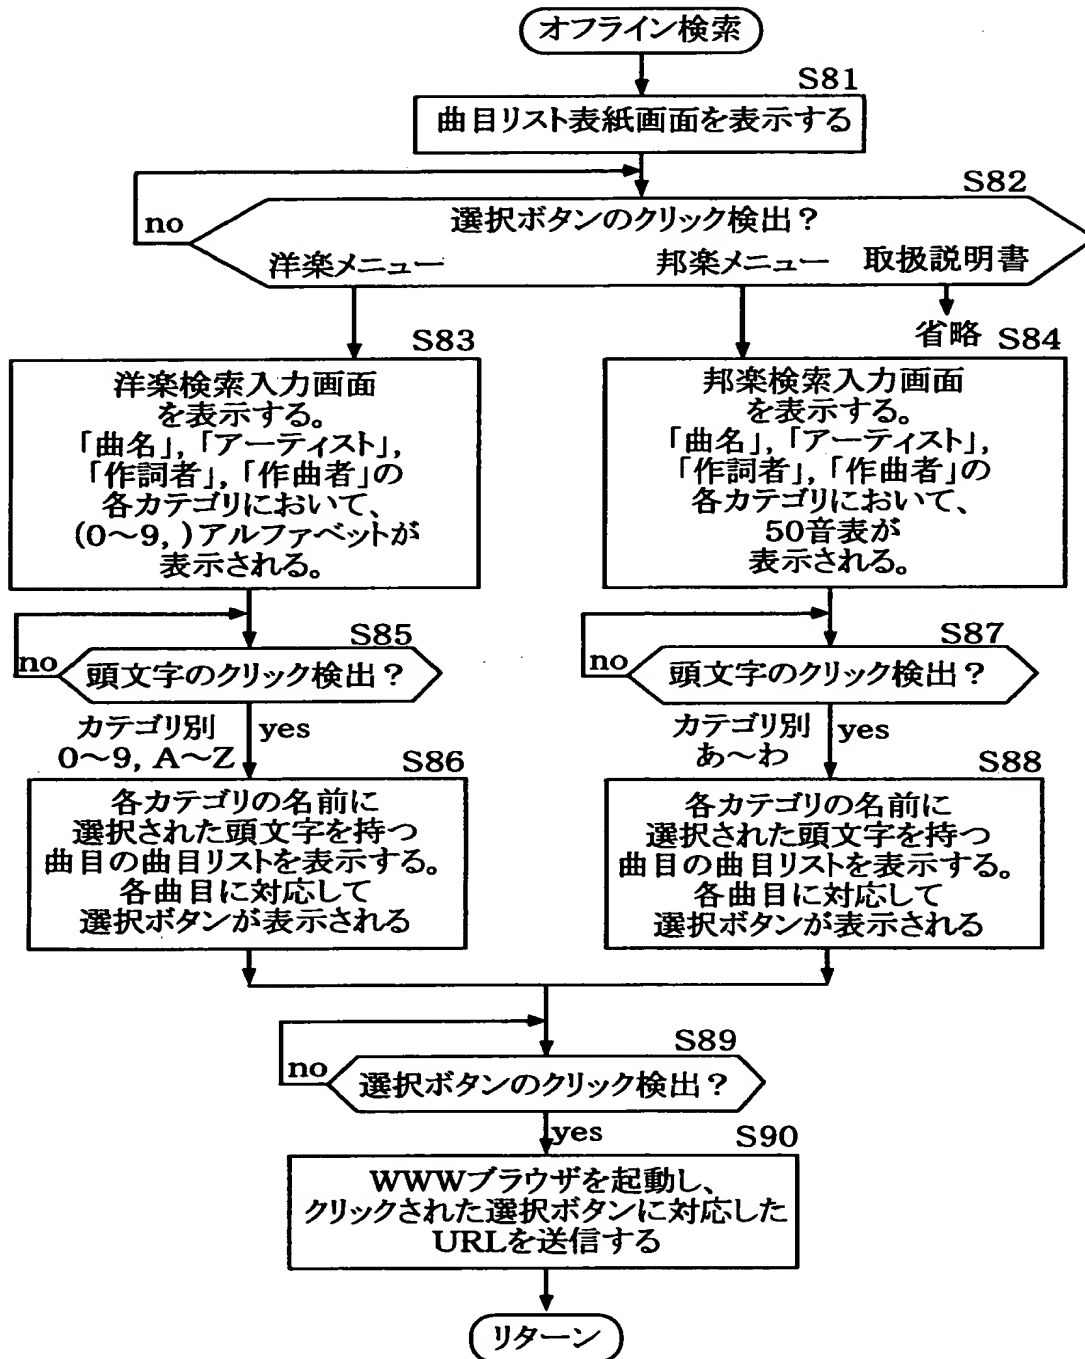 オフライン検索
S81
曲目リスト表紙画面を表示する
S82
no
選択ボタンのクリック検出？
洋楽メニュー
邦楽メニュー
取扱説明書
省略
S83
洋楽検索入力画面
を表示する。
「曲名」,「アーティスト」,
「作詞者」,「作曲者」の
各カテゴリにおいて、
(0～9, )アルファベットが
表示される。
S84
邦楽検索入力画面
を表示する。
「曲名」,「アーティスト」,
「作詞者」,「作曲者」の
各カテゴリにおいて、
50音表が
表示される。
S85
no
頭文字のクリック検出？
カテゴリ別
0～9, A～Z
yes
S87
no
頭文字のクリック検出？
カテゴリ別
あ～わ
yes
S86
各カテゴリの名前に
選択された頭文字を持つ
曲目の曲目リストを表示する。
各曲目に対応して
選択ボタンが表示される
S88
各カテゴリの名前に
選択された頭文字を持つ
曲目の曲目リストを表示する。
各曲目に対応して
選択ボタンが表示される
S89
no
選択ボタンのクリック検出？
yes
S90
WWWブラウザを起動し、
クリックされた選択ボタンに対応した
URLを送信する
リターン